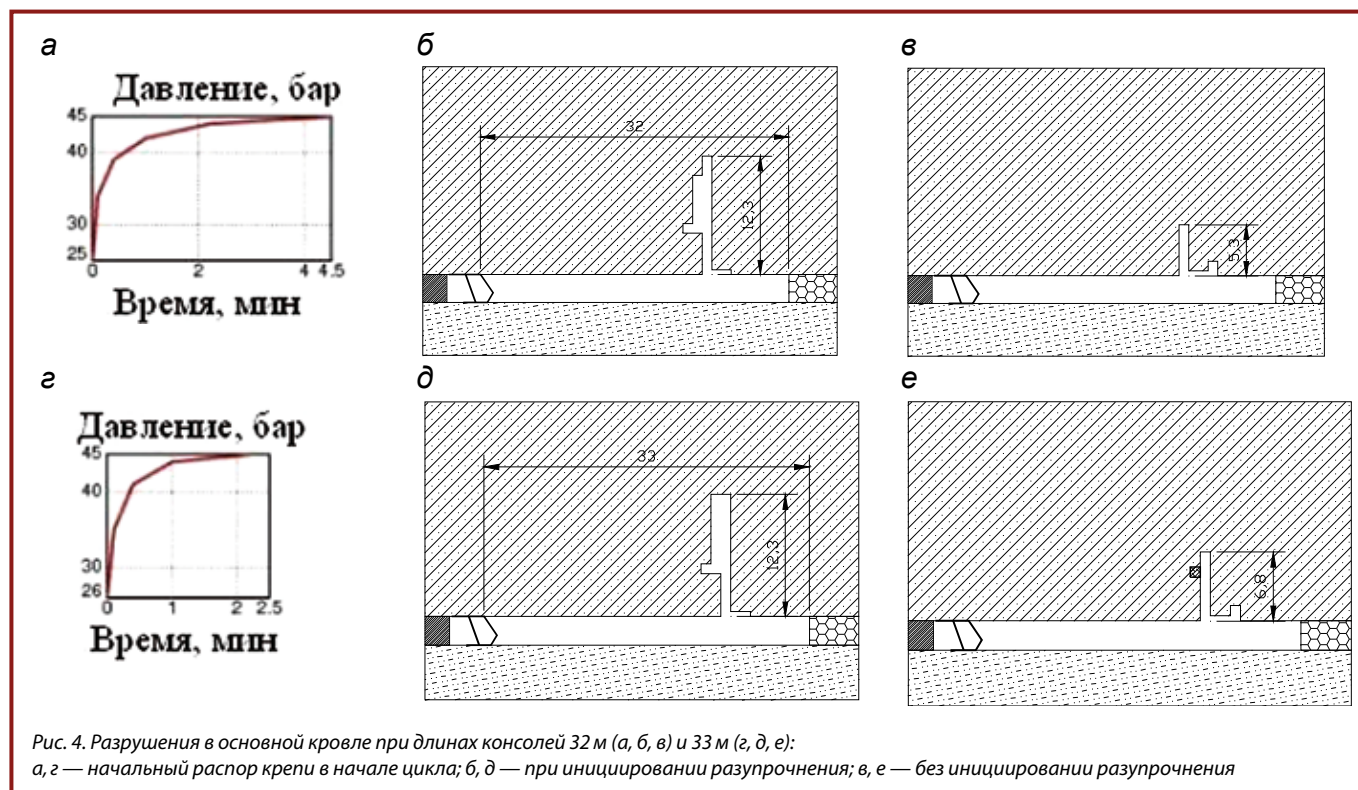 а
б
в
Давление, бар
45
40
30
25
0
2
4
4.5
Время, мин
32
12,3
5,3
г
д
е
Давление, бар
45
40
30
26
0
1
2
2.5
Время, мин
33
12,3
6,8
Рис. 4. Разрушения в основной кровле при длинах консолей 32 м (а, б, в) и 33 м (г, д, е):
а, г — начальный распор крепи в начале цикла; б, д — при инициировании разупрочнения; в, е — без инициировании разупрочнения